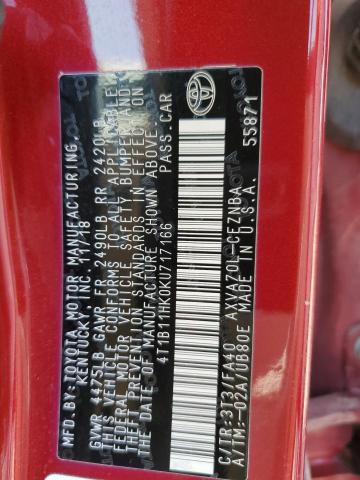 MFD. BY: TOYOTA MOTOR MANUFACTURING,
KENTUCKY, INC. 11/18
GVWR 4475LB GAWR FR 2490LB RR 2420LB
THIS VEHICLE CONFORMS TO ALL APPLICABLE
FEDERAL MOTOR VEHICLE SAFETY, BUMPER, AND
THEFT PREVENTION STANDARDS IN EFFECT ON
THE DATE OF MANUFACTURE SHOWN ABOVE.
4T1B11HK0KU717166 PASS.CAR
C/TR: 3T3/FA40 AXVA70L-CEZNBA
A/TM: -02A/UB80E U.S.A. 55871
TOYOTA